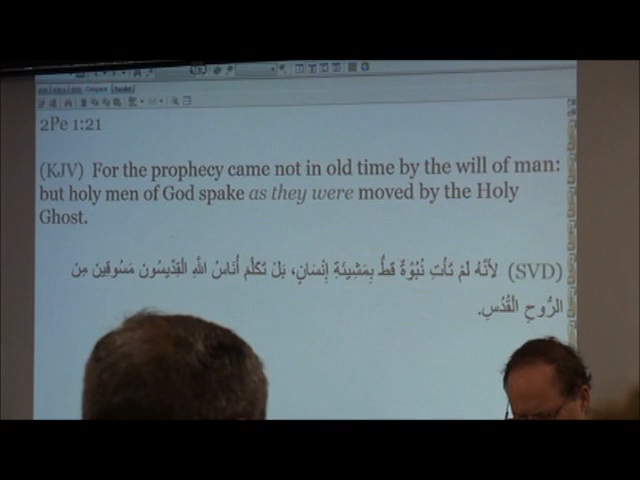 2Pe 1:21
(KJV) For the prophecy came not in old time by the will of man:
but holy men of God spake as they were moved by the Holy
Ghost.
(SVD) لأَنَّهُ لَمْ تَأْتِ نُبُوَّةٌ قَطُّ بِمَشِيئَةِ إِنْسَانٍ، بَلْ تَكَلَّمَ أُنَاسُ اللَّهِ الْقِدِّيسُونَ مَسُوقِينَ مِنَ
الرُّوحِ الْقُدُسِ.